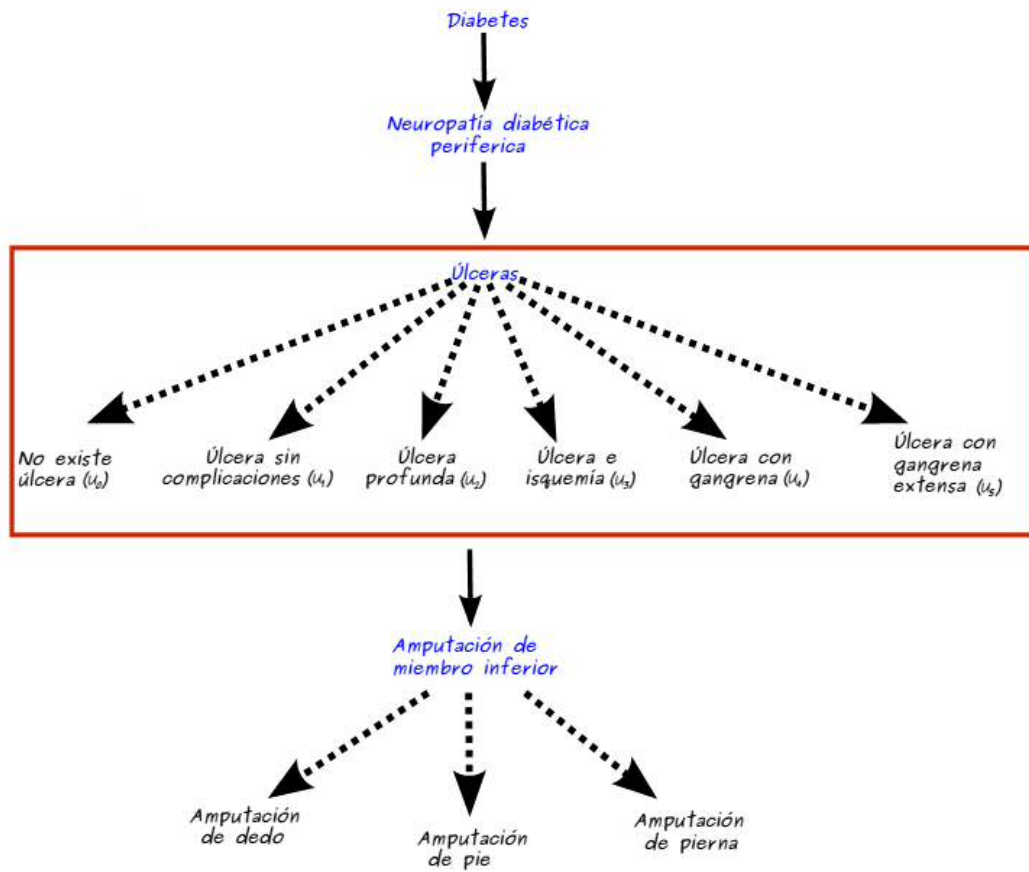 Diabetes
Neuropatía diabética
periferica
Úlceras
No existe
úlcera (u₀)
Úlcera sin
complicaciones (u₁)
Úlcera
profunda (u₂)
Úlcera e
isquemía (u₃)
Úlcera con
gangrena (u₄)
Úlcera con
gangrena
extensa (u₅)
Amputación de
miembro inferior
Amputación
de dedo
Amputación
de pie
Amputación
de pierna